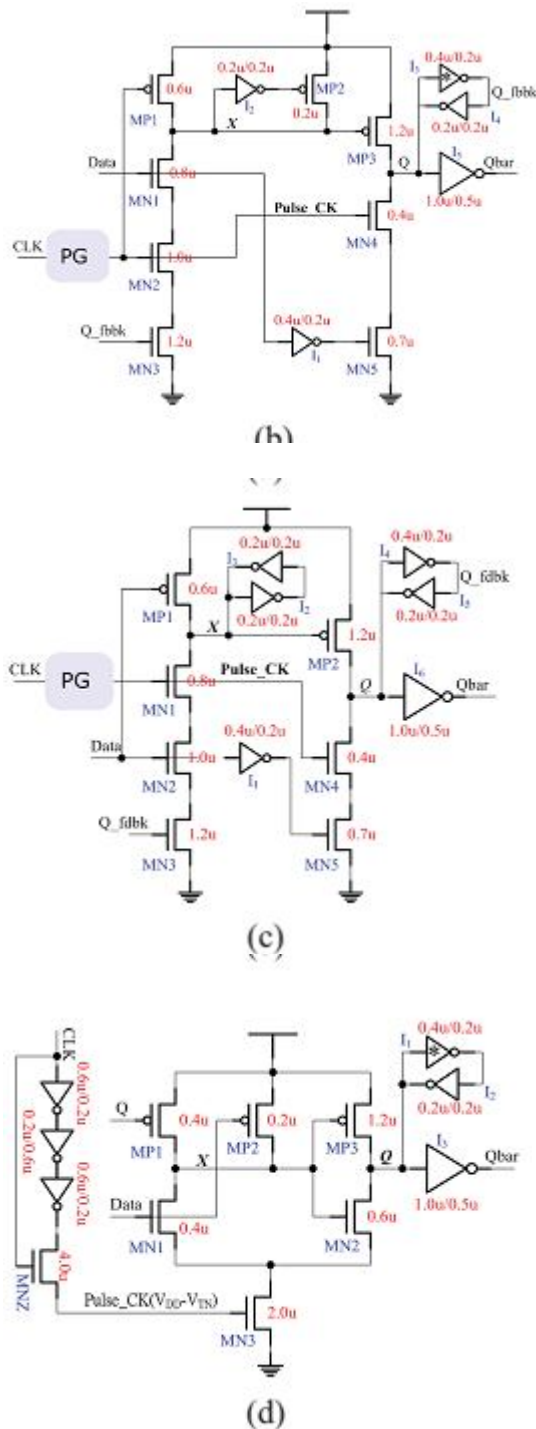 0.4u/0.2u
0.2u/0.2u
I3
MP2
Q_fbbk
0.6u
I2
I4
MP1
0.2u
0.2u/0.2u
X
1.2u
I5
Data
MP3
Q
Qbar
0.8u
MN1
Pulse_CK
0.4u
1.0u/0.5u
CLK
PG
1.0u
MN4
MN2
0.4u/0.2u
Q_fbbk
1.2u
I1
0.7u
MN3
MN5
(b)
0.4u/0.2u
0.2u/0.2u
I4
I3
Q_fdbk
0.6u
MP1
I2
I5
X
0.2u/0.2u
0.2u/0.2u
1.2u
CLK
MP2
I6
PG
Pulse_CK
Q
Qbar
0.8u
MN1
0.4u/0.2u
1.0u/0.5u
Data
1.0u
0.4u
MN2
I1
MN4
Q_fdbk
1.2u
0.7u
MN3
MN5
(c)
CLK
0.4u/0.2u
I1
0.6u/0.2u
Q
0.4u
0.2u
1.2u
I2
0.2u/0.6u
MP1
MP2
MP3
0.2u/0.2u
X
Q
I3
Qbar
0.6u/0.2u
Data
0.4u
0.6u
1.0u/0.5u
MN1
MN2
4.0u
MNZ
Pulse_CK(VDD-VTN)
2.0u
MN3
(d)